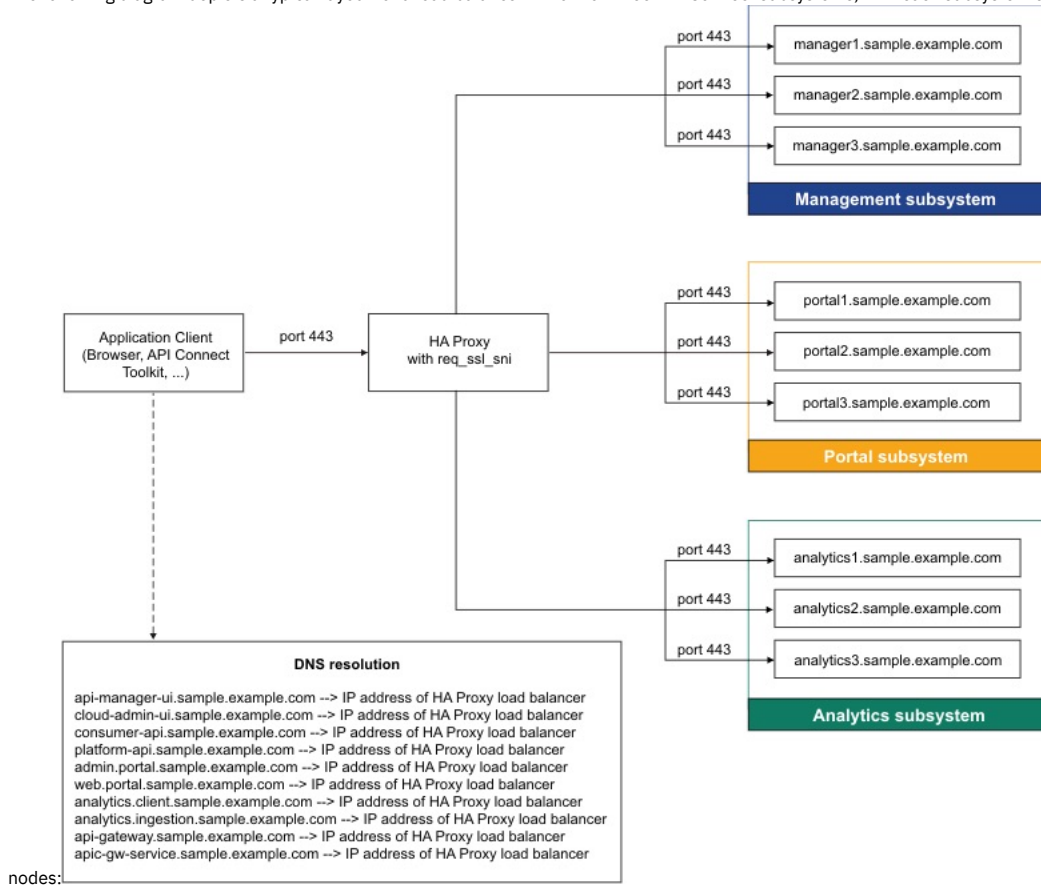 port 443
manager1.sample.example.com
port 443
manager2.sample.example.com
port 443
manager3.sample.example.com
Management subsystem
port 443
portal1.sample.example.com
Application Client
(Browser, API Connect
Toolkit, ...)
port 443
HA Proxy
with req_ssl_sni
port 443
portal2.sample.example.com
port 443
portal3.sample.example.com
Portal subsystem
port 443
analytics1.sample.example.com
port 443
analytics2.sample.example.com
port 443
analytics3.sample.example.com
Analytics subsystem
DNS resolution
api-manager-ui.sample.example.com --> IP address of HA Proxy load balancer
cloud-admin-ui.sample.example.com --> IP address of HA Proxy load balancer
consumer-api.sample.example.com --> IP address of HA Proxy load balancer
platform-api.sample.example.com --> IP address of HA Proxy load balancer
admin.portal.sample.example.com --> IP address of HA Proxy load balancer
web.portal.sample.example.com --> IP address of HA Proxy load balancer
analytics.client.sample.example.com --> IP address of HA Proxy load balancer
analytics.ingestion.sample.example.com --> IP address of HA Proxy load balancer
api-gateway.sample.example.com --> IP address of HA Proxy load balancer
apic-gw-service.sample.example.com --> IP address of HA Proxy load balancer
nodes: